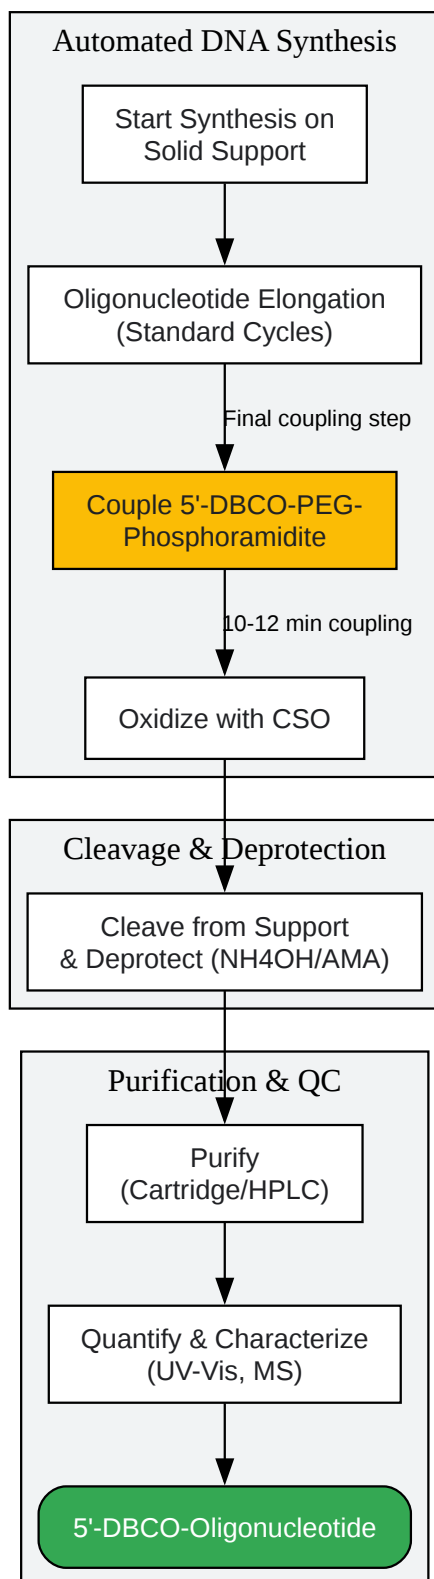 Automated DNA Synthesis
Start Synthesis on
Solid Support
Oligonucleotide Elongation
(Standard Cycles)
Final coupling step
Couple 5'-DBCO-PEG-
Phosphoramidite
10-12 min coupling
Oxidize with CSO
Cleavage & Deprotection
Cleave from Support
& Deprotect (NH4OH/AMA)
Purification & QC
Purify
(Cartridge/HPLC)
Quantify & Characterize
(UV-Vis, MS)
5'-DBCO-Oligonucleotide